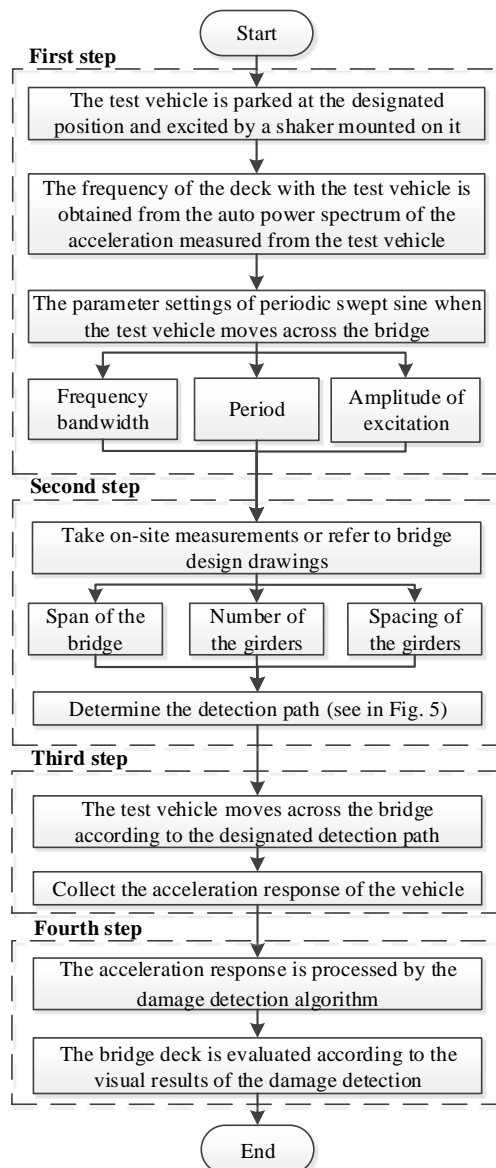 Start
First step
The test vehicle is parked at the designated
position and excited by a shaker mounted on it
The frequency of the deck with the test vehicle is
obtained from the auto power spectrum of the
acceleration measured from the test vehicle
The parameter settings of periodic swept sine when
the test vehicle moves across the bridge
Frequency
bandwidth
Period
Amplitude of
excitation
Second step
Take on-site measurements or refer to bridge
design drawings
Span of the
bridge
Number of
the girders
Spacing of
the girders
Determine the detection path (see in Fig. 5)
Third step
The test vehicle moves across the bridge
according to the designated detection path
Collect the acceleration response of the vehicle
Fourth step
The acceleration response is processed by the
damage detection algorithm
The bridge deck is evaluated according to the
visual results of the damage detection
End